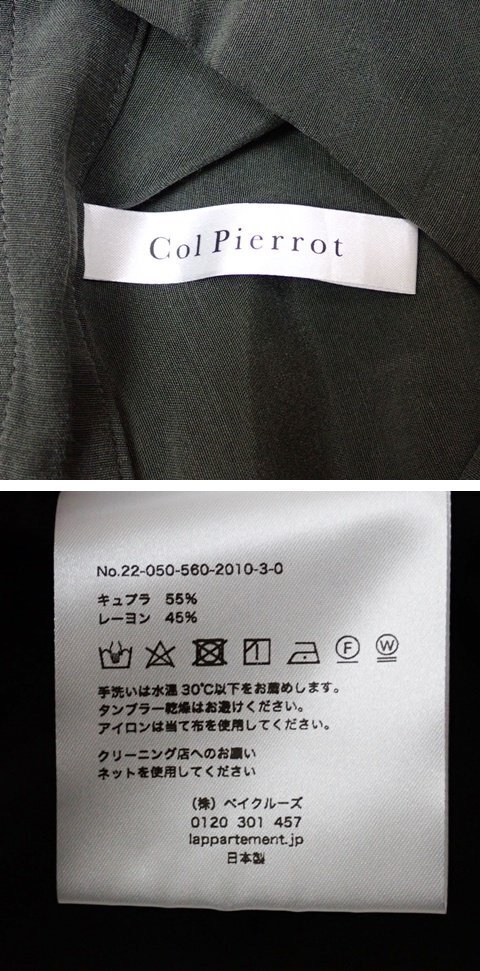 Col Pierrot
No.22-050-560-2010-3-0
キュプラ 55%
レーヨン 45%
F W
手洗いは水温30℃以下をお薦めします。
タンブラー乾燥はお避けください。
アイロンは当て布を使用してください。
クリーニング店へのお願い
ネットを使用してください
（株）ベイクルーズ
0120 301 457
lappartement.jp
日本製